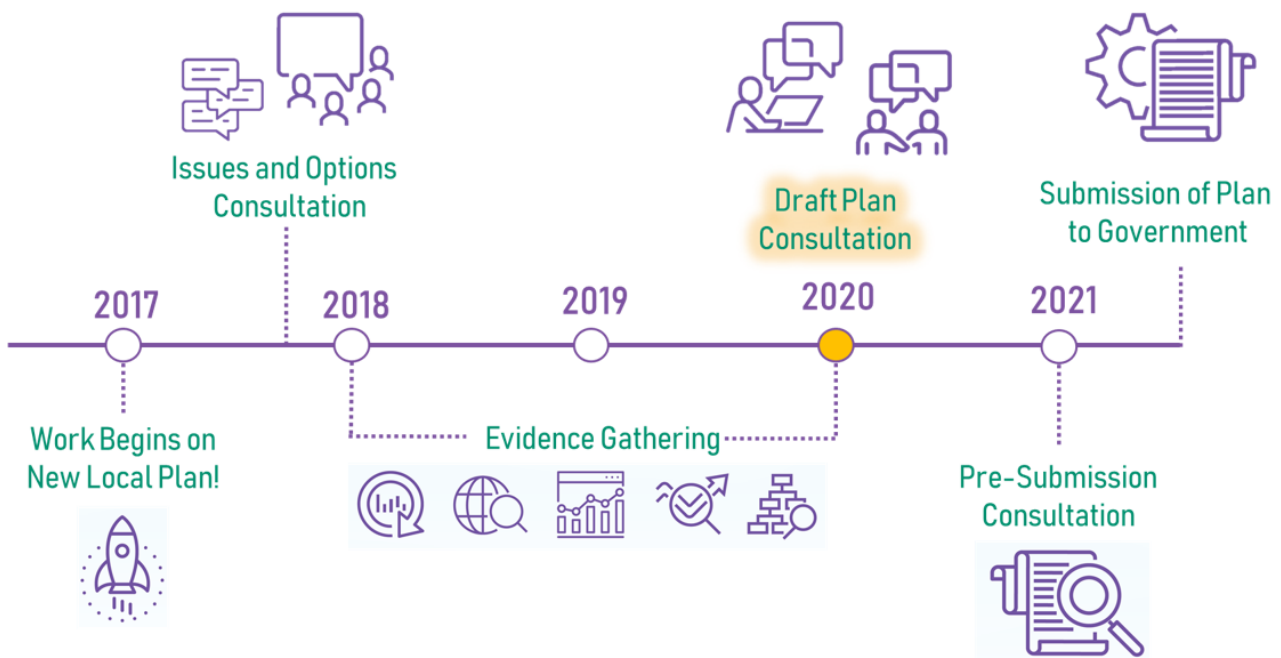 Issues and Options
Consultation
Draft Plan
Consultation
Submission of Plan
to Government
2017
2018
2019
2020
2021
Work Begins on
New Local Plan!
Evidence Gathering
Pre-Submission
Consultation